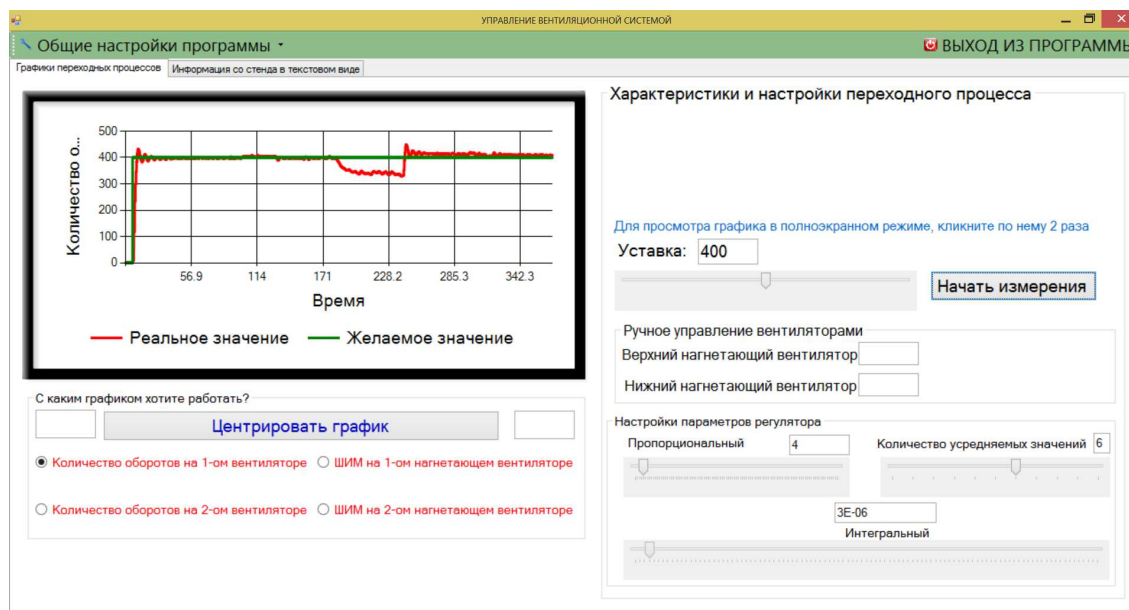 УПРАВЛЕНИЕ ВЕНТИЛЯЦИОННОЙ СИСТЕМОЙ
Общие настройки программы
ВЫХОД ИЗ ПРОГРАММЫ
Графики переходных процессов
Информация со стенда в текстовом виде
Количество о...
500
400
300
200
100
0
56.9 114 171 228.2 285.3 342.3
Время
Реальное значение Желаемое значение
С каким графиком хотите работать?
Центрировать график
Количество оборотов на 1-ом вентиляторе ШИМ на 1-ом нагнетающем вентиляторе
Количество оборотов на 2-ом вентиляторе ШИМ на 2-ом нагнетающем вентиляторе
Характеристики и настройки переходного процесса
Для просмотра графика в полноэкранном режиме, кликните по нему 2 раза
Уставка: 400
Начать измерения
Ручное управление вентиляторами
Верхний нагнетающий вентилятор
Нижний нагнетающий вентилятор
Настройки параметров регулятора
Пропорциональный 4 Количество усредняемых значений 6
3E-06
Интегральный